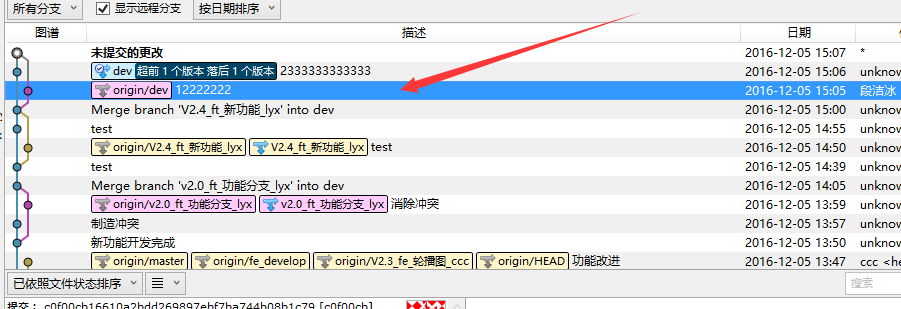 所有分支 显示远程分支 按日期排序
图谱 描述 日期
未提交的更改 2016-12-05 15:07 *
dev 超前 1 个版本 落后 1 个版本 2333333333333 2016-12-05 15:06 unknow
origin/dev 12222222 2016-12-05 15:05 段洁冰
Merge branch 'V2.4_ft_新功能_lyx' into dev 2016-12-05 15:00 unknow
test 2016-12-05 14:55 unknow
origin/V2.4_ft_新功能_lyx V2.4_ft_新功能_lyx test 2016-12-05 14:50 unknow
test 2016-12-05 14:39 unknow
Merge branch 'v2.0_ft_功能分支_lyx' into dev 2016-12-05 14:05 unknow
origin/v2.0_ft_功能分支_lyx v2.0_ft_功能分支_lyx 消除冲突 2016-12-05 13:59 unknow
制造冲突 2016-12-05 13:57 unknow
新功能开发完成 2016-12-05 13:50 unknow
origin/master origin/fe_develop origin/V2.3_fe_轮播图_ccc origin/HEAD 功能改进 2016-12-05 13:47 ccc <he
已依照文件状态排序 搜索